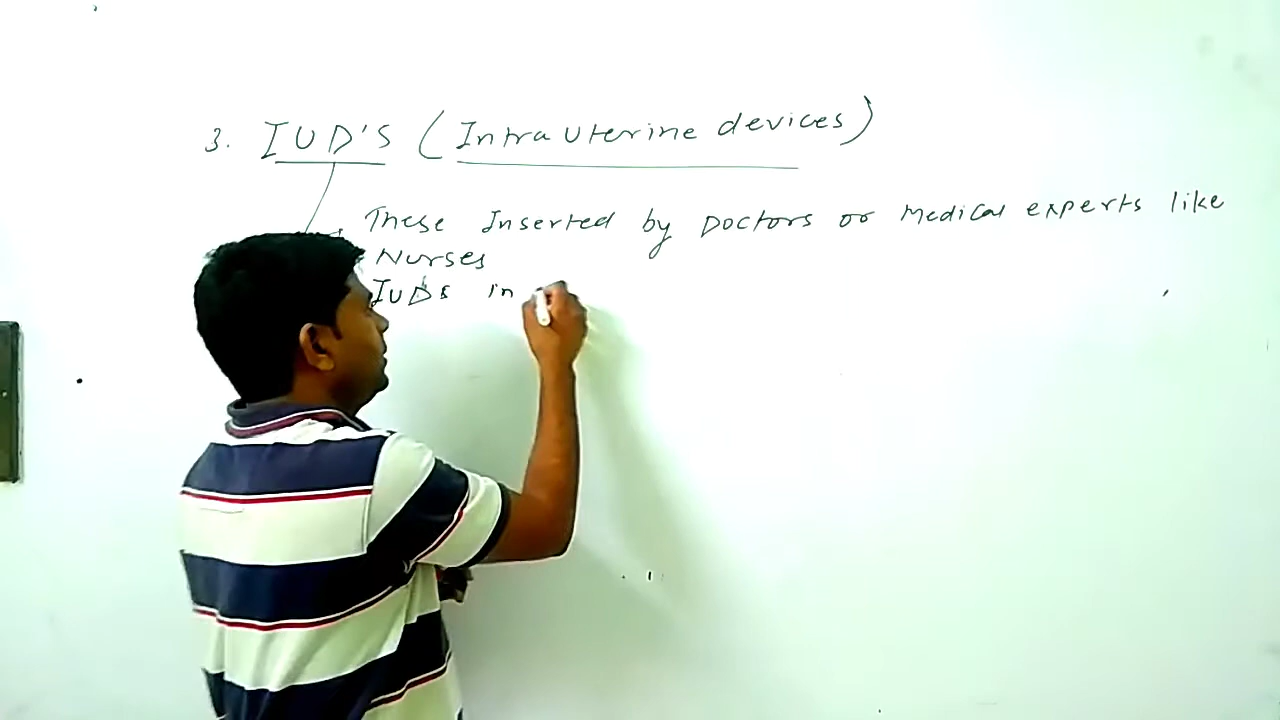 3. IUD'S (Intra Uterine devices)
These Inserted by Doctors or Medical experts like
Nurses
IUDs in